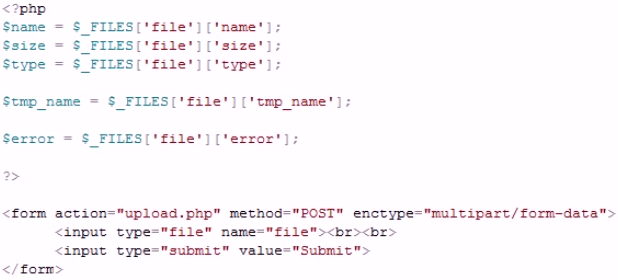 <?php
$name = $_FILES['file']['name'];
$size = $_FILES['file']['size'];
$type = $_FILES['file']['type'];
$tmp_name = $_FILES['file']['tmp_name'];
$error = $_FILES['file']['error'];
?>
<form action="upload.php" method="POST" enctype="multipart/form-data">
<input type="file" name="file"><br><br>
<input type="submit" value="Submit">
</form>